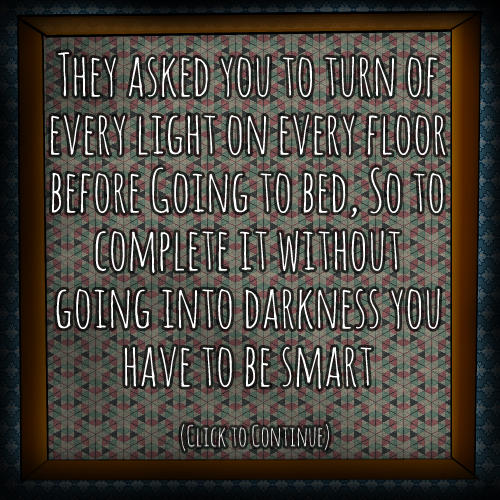 They asked you to turn of
every light on every floor
before Going to bed, So to
complete it without
going into darkness you
have to be smart
(Click to Continue)